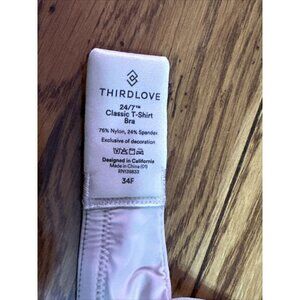 THIRDLOVE
24/7™
Classic T-Shirt
Bra
76% Nylon, 24% Spandex
Exclusive of decoration
Designed in California
Made in China (01)
34F